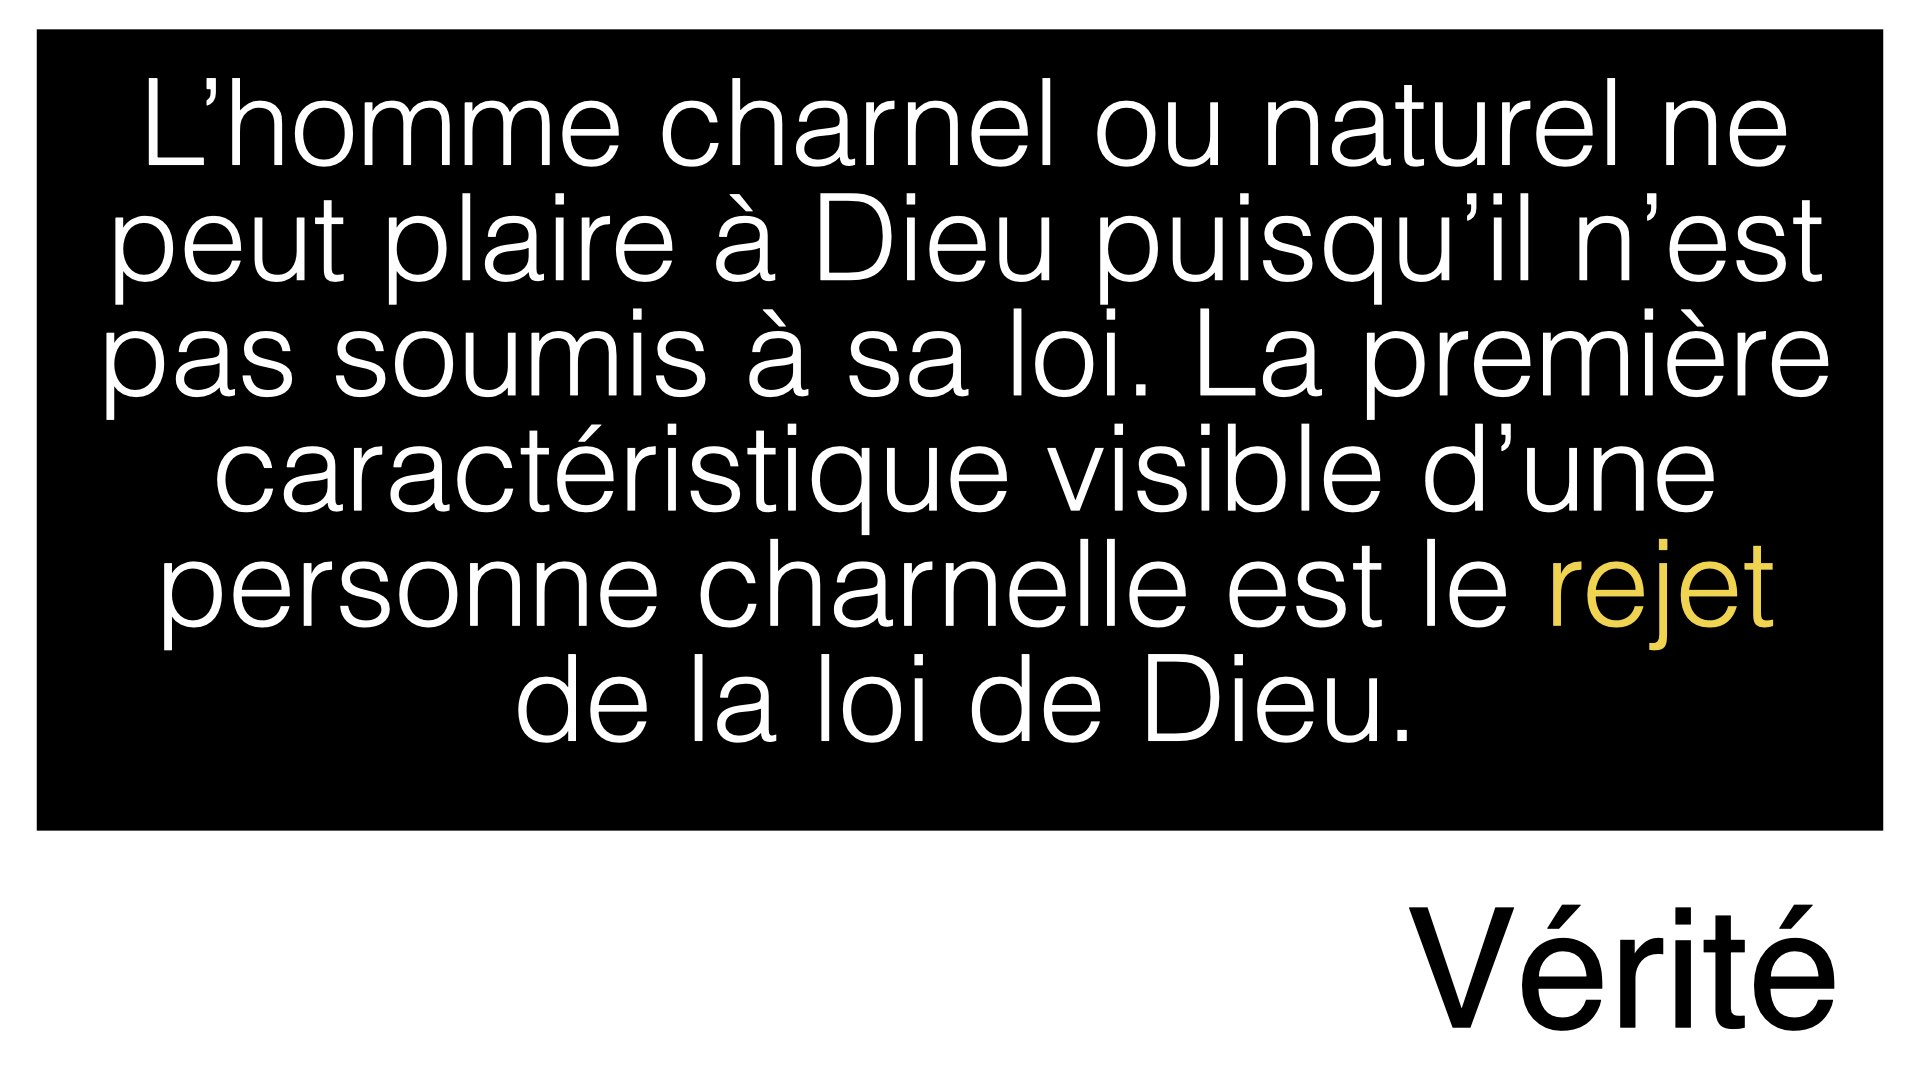 L’homme charnel ou naturel ne
peut plaire à Dieu puisqu’il n’est
pas soumis à sa loi. La première
caractéristique visible d’une
personne charnelle est le rejet
de la loi de Dieu.
Vérité